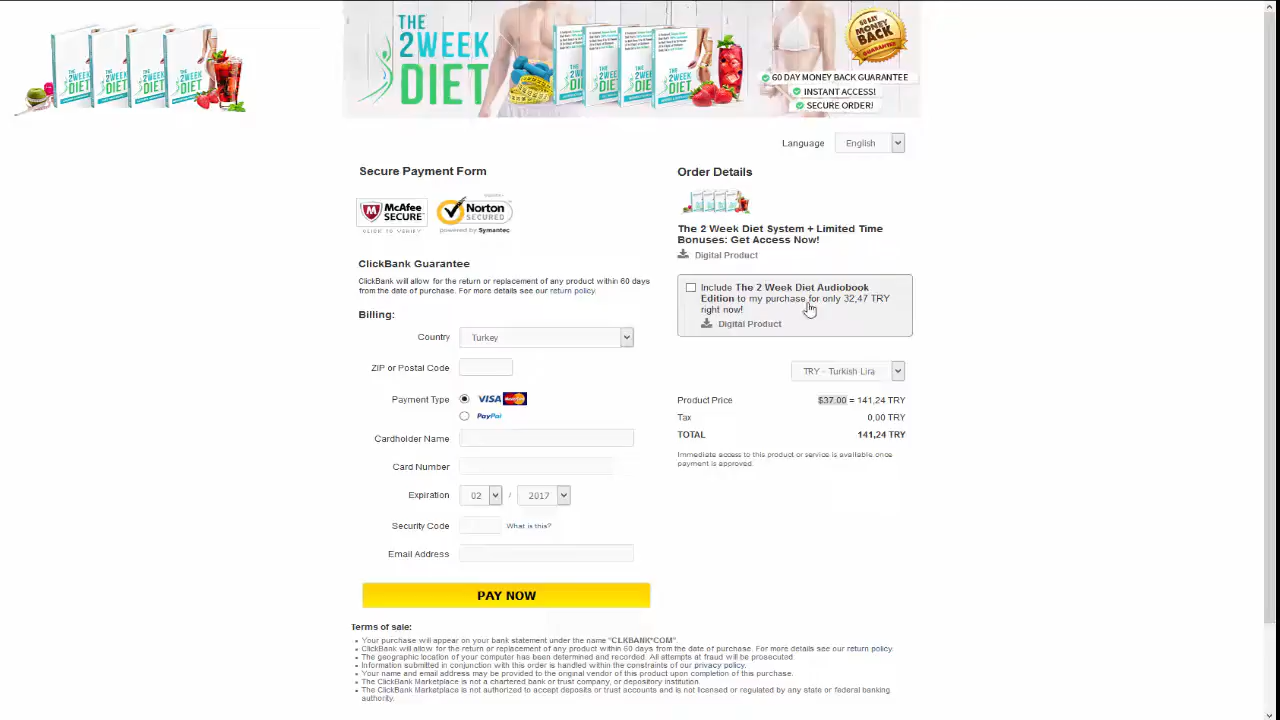 THE
2WEEK
DIET
60 DAY
MONEY
BACK
GUARANTEE
60 DAY MONEY BACK GUARANTEE
INSTANT ACCESS!
SECURE ORDER!
Language English
Secure Payment Form
McAfee
SECURE
CLICK TO VERIFY
Norton
SECURED
powered by Symantec
ClickBank Guarantee
ClickBank will allow for the return or replacement of any product within 60 days
from the date of purchase. For more details see our return policy.
Billing:
Country Turkey
ZIP or Postal Code
Payment Type VISA MasterCard
PayPal
Cardholder Name
Card Number
Expiration 02 / 2017
Security Code What is this?
Email Address
PAY NOW
Order Details
The 2 Week Diet System + Limited Time
Bonuses: Get Access Now!
Digital Product
Include The 2 Week Diet Audiobook
Edition to my purchase for only 32,47 TRY
right now!
Digital Product
TRY - Turkish Lira
Product Price $37.00 = 141,24 TRY
Tax 0,00 TRY
TOTAL 141,24 TRY
Immediate access to this product or service is available once
payment is approved.
Terms of sale:
Your purchase will appear on your bank statement under the name "CLKBANK*COM".
ClickBank will allow for the return or replacement of any product within 60 days from the date of purchase. For more details see our return policy.
The geographic location of your computer has been determined and recorded. All attempts at fraud will be prosecuted
Information submitted in conjunction with this order is handled within the constraints of our privacy policy.
Your name and email address may be provided to the original vendor of this product upon completion of this purchase.
The ClickBank Marketplace is not a chartered bank or trust company, or depository institution.
The ClickBank Marketplace is not authorized to accept deposits or trust accounts and is not licensed or regulated by any state or federal banking
authority.